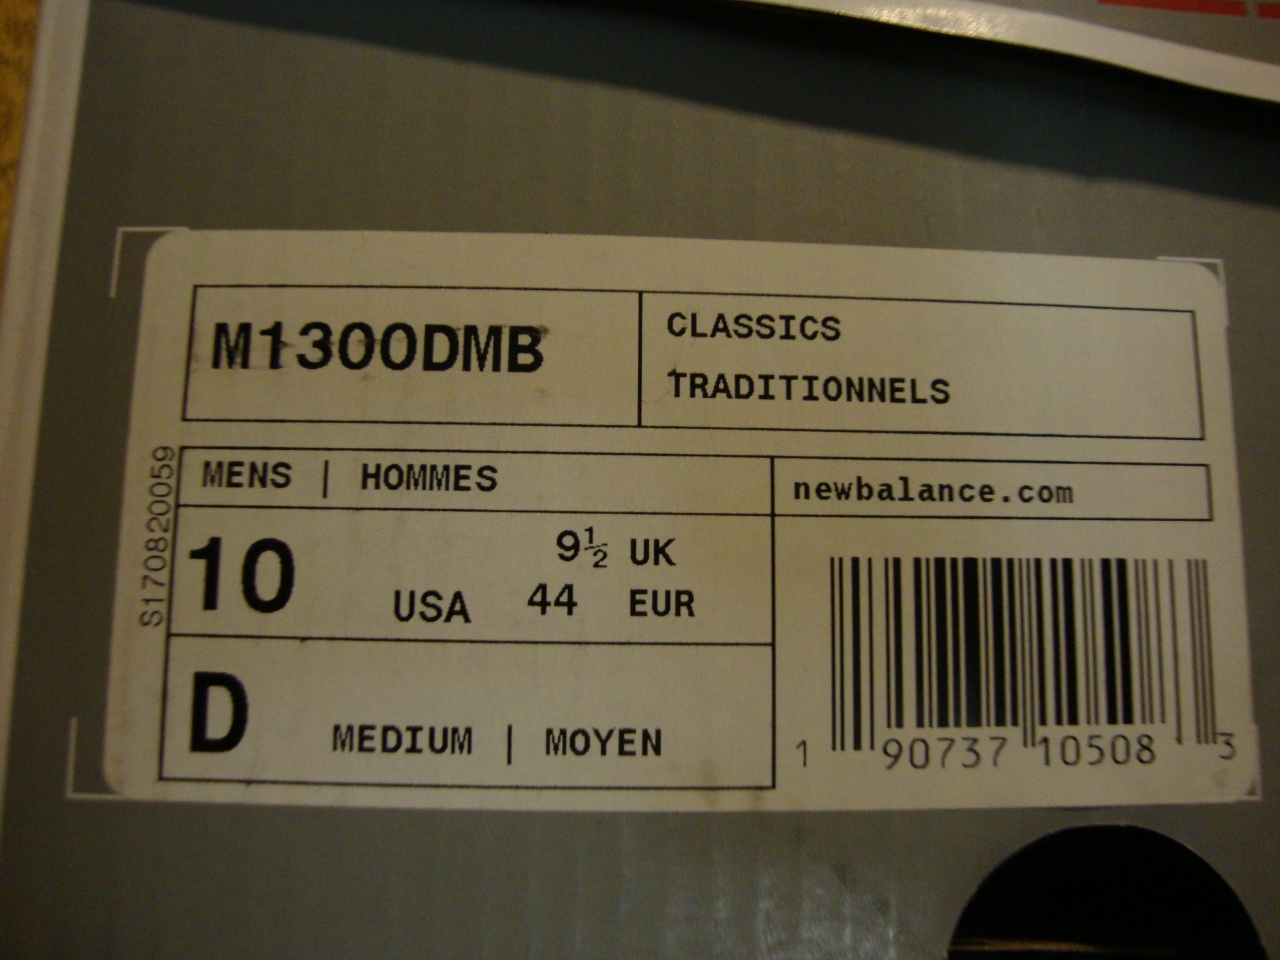 M1300DMB
CLASSICS
TRADITIONNELS
S170820059
MENS | HOMMES
newbalance.com
10 USA
9½ UK
44 EUR
D MEDIUM | MOYEN
1 90737 10508 3